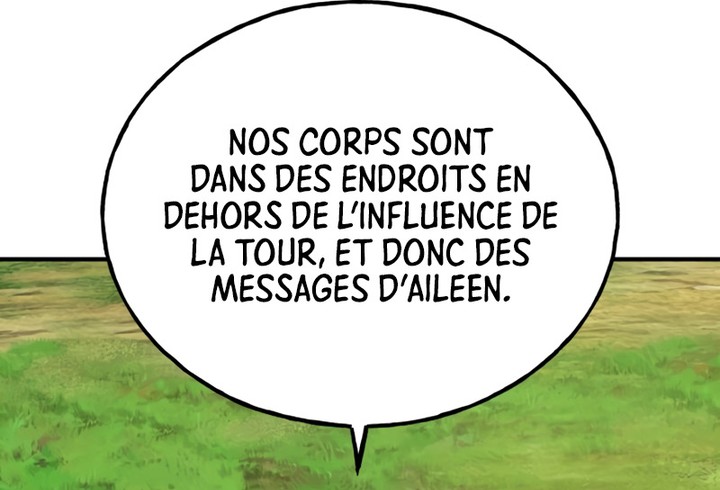 NOS CORPS SONT
DANS DES ENDROITS EN
DEHORS DE L'INFLUENCE DE
LA TOUR, ET DONC DES
MESSAGES D'AILEEN.